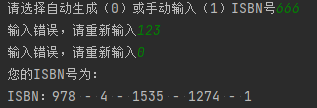 请选择自动生成（0）或手动输入（1）ISBN号666
输入错误，请重新输入123
输入错误，请重新输入0
您的ISBN号为：
ISBN：978 - 4 - 1535 - 1274 - 1